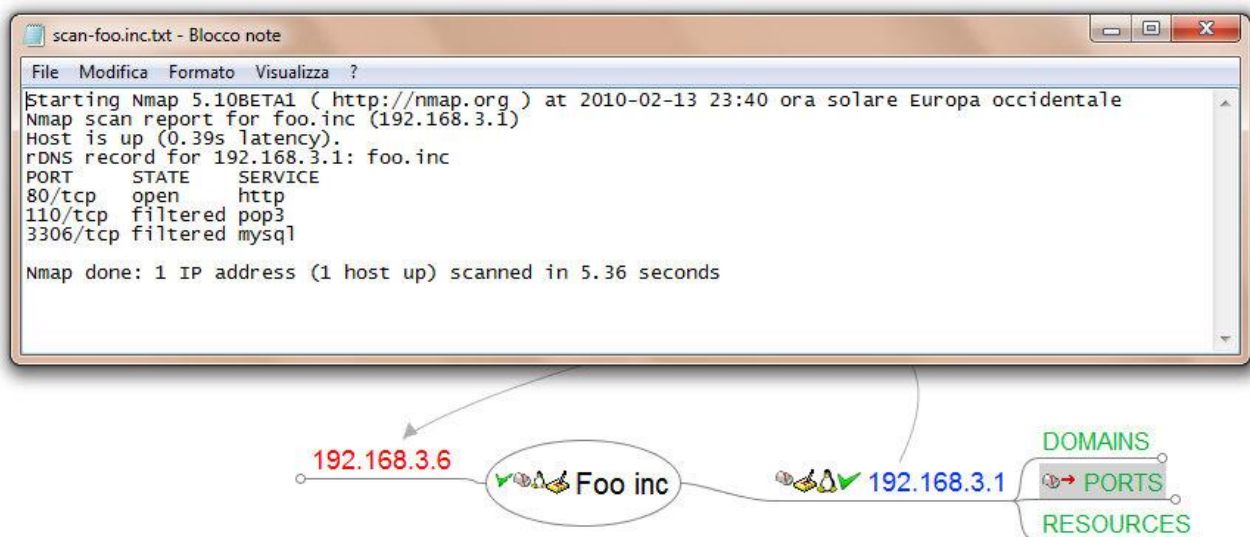 scan-foo.inc.txt - Blocco note
File Modifica Formato Visualizza ?
Starting Nmap 5.10BETA1 ( http://nmap.org ) at 2010-02-13 23:40 ora solare Europa occidentale
Nmap scan report for foo.inc (192.168.3.1)
Host is up (0.39s latency).
rDNS record for 192.168.3.1: foo.inc
PORT STATE SERVICE
80/tcp open http
110/tcp filtered pop3
3306/tcp filtered mysql
Nmap done: 1 IP address (1 host up) scanned in 5.36 seconds
192.168.3.6
Foo inc
192.168.3.1
DOMAINS
PORTS
RESOURCES